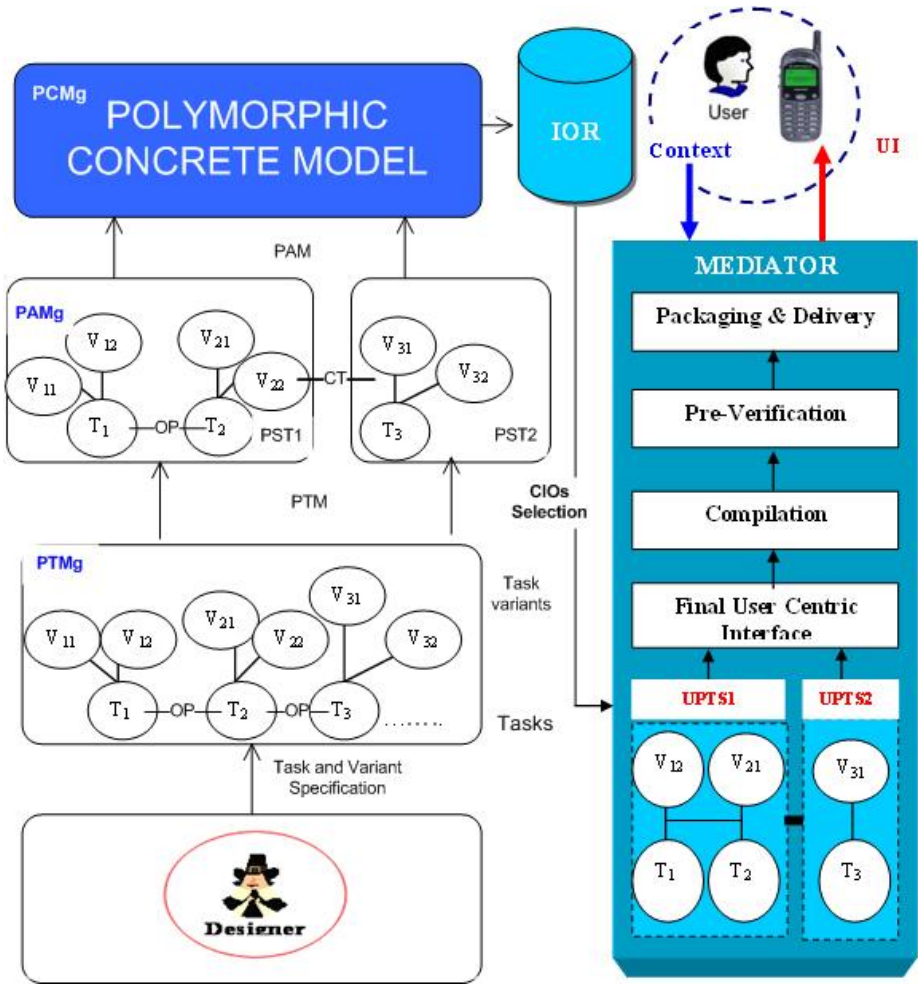 PCMg
POLYMORPHIC
CONCRETE MODEL
IOR
User
Context
UI
PAM
PAMg
V11
V12
V21
V22
CT
T1
OP
T2
PST1
V31
V32
T3
PST2
PTM
CIOs
Selection
PTMg
V11
V12
V21
V22
V31
V32
Task
variants
T1
OP
T2
OP
T3
........
Tasks
Task and Variant
Specification
Designer
MEDIATOR
Packaging & Delivery
Pre-Verification
Compilation
Final User Centric
Interface
UPTS1
UPTS2
V12
V21
V31
T1
T2
T3